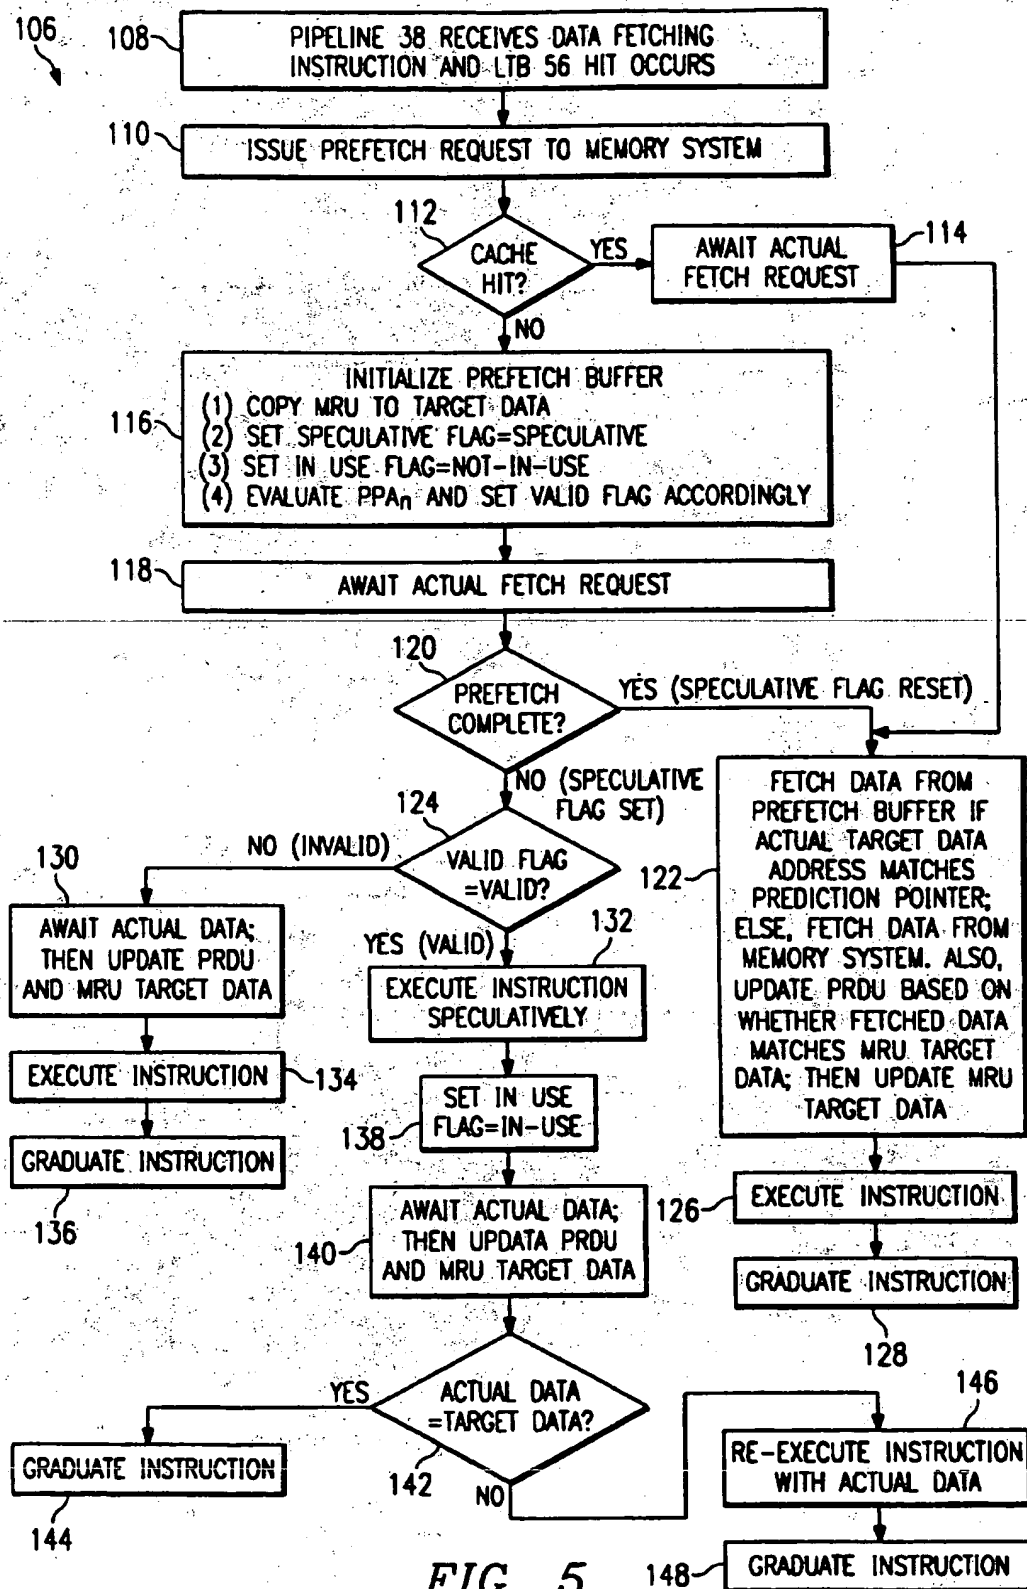 106
108
PIPELINE 38 RECEIVES DATA FETCHING
INSTRUCTION AND LTB 56 HIT OCCURS
110
ISSUE PREFETCH REQUEST TO MEMORY SYSTEM
112
CACHE
HIT?
YES
AWAIT ACTUAL
FETCH REQUEST
114
NO
116
INITIALIZE PREFETCH BUFFER
(1) COPY MRU TO TARGET DATA
(2) SET SPECULATIVE FLAG=SPECULATIVE
(3) SET IN USE FLAG=NOT-IN-USE
(4) EVALUATE PPAn AND SET VALID FLAG ACCORDINGLY
118
AWAIT ACTUAL FETCH REQUEST
120
PREFETCH
COMPLETE?
YES (SPECULATIVE FLAG RESET)
NO (SPECULATIVE
FLAG SET)
122
FETCH DATA FROM
PREFETCH BUFFER IF
ACTUAL TARGET DATA
ADDRESS MATCHES
PREDICTION POINTER;
ELSE, FETCH DATA FROM
MEMORY SYSTEM. ALSO,
UPDATE PRDU BASED ON
WHETHER FETCHED DATA
MATCHES MRU TARGET
DATA; THEN UPDATE MRU
TARGET DATA
124
VALID FLAG
=VALID?
NO (INVALID)
130
AWAIT ACTUAL DATA;
THEN UPDATE PRDU
AND MRU TARGET DATA
YES (VALID)
132
EXECUTE INSTRUCTION
SPECULATIVELY
EXECUTE INSTRUCTION
134
SET IN USE
FLAG=IN-USE
138
GRADUATE INSTRUCTION
136
126
EXECUTE INSTRUCTION
140
AWAIT ACTUAL DATA;
THEN UPDATA PRDU
AND MRU TARGET DATA
GRADUATE INSTRUCTION
128
ACTUAL DATA
=TARGET DATA?
142
YES
GRADUATE INSTRUCTION
144
NO
146
RE-EXECUTE INSTRUCTION
WITH ACTUAL DATA
148
GRADUATE INSTRUCTION
FIG. 5